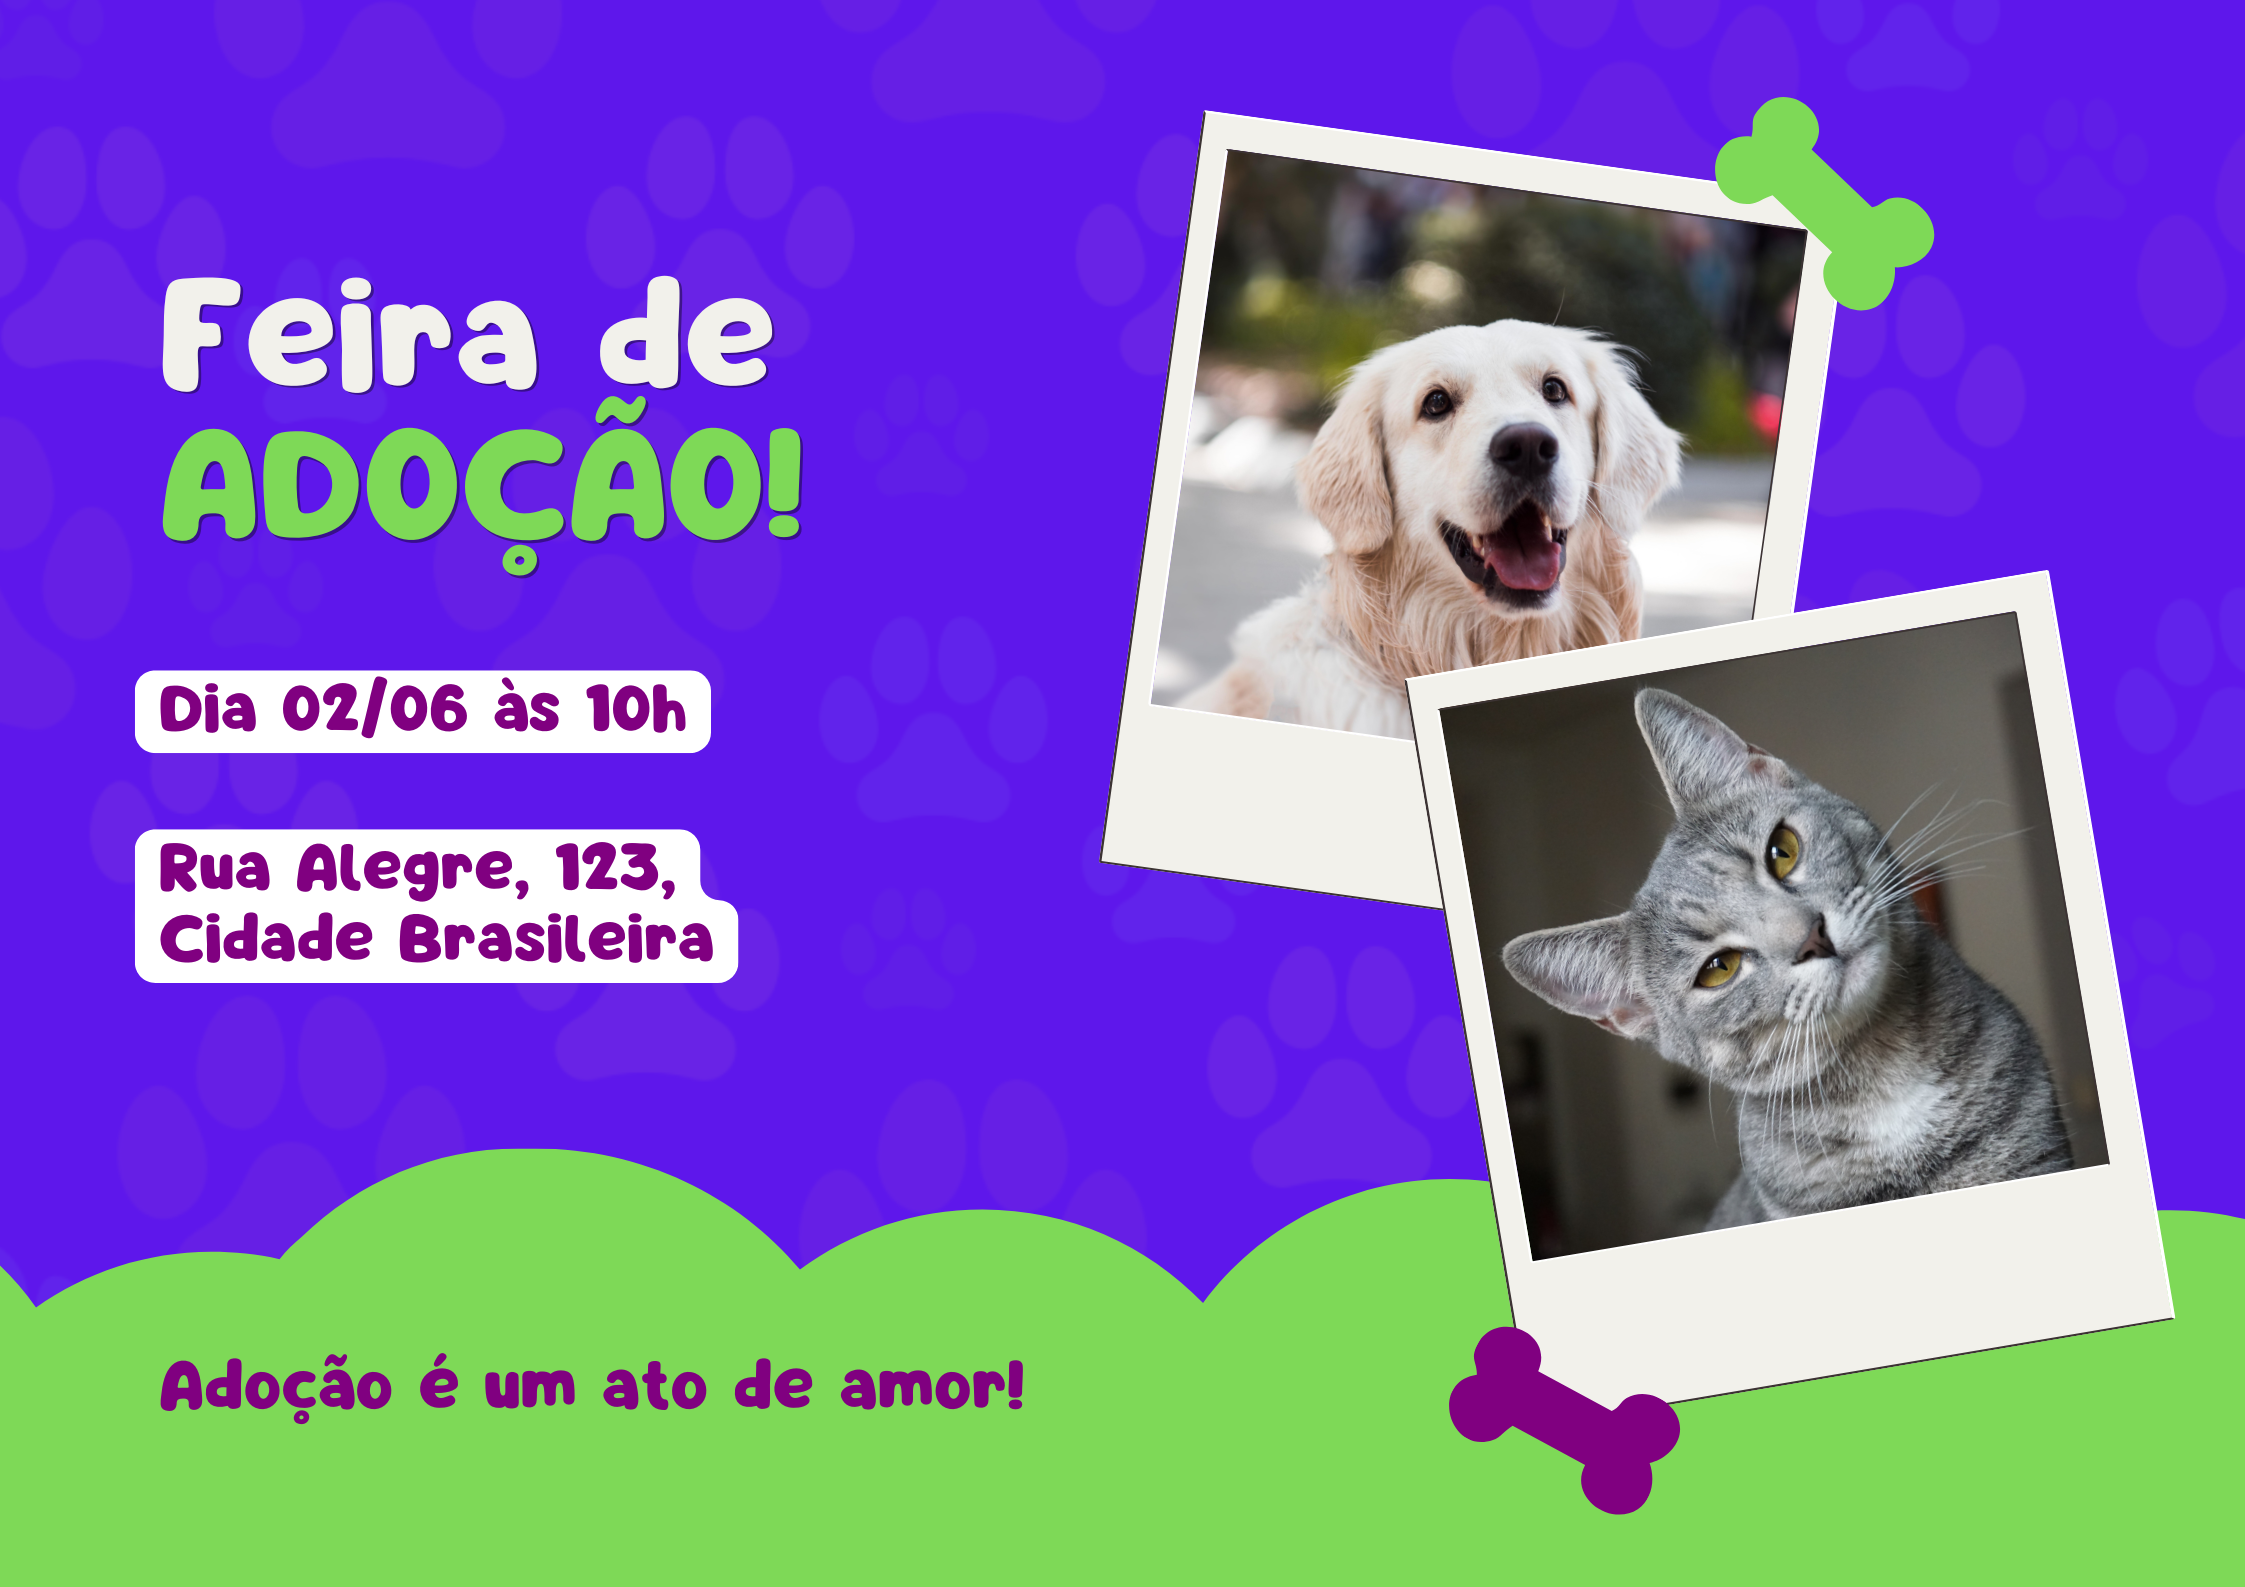 Feira de
ADOÇÃO!
Dia 02/06 às 10h
Rua Alegre, 123,
Cidade Brasileira
Adoção é um ato de amor!